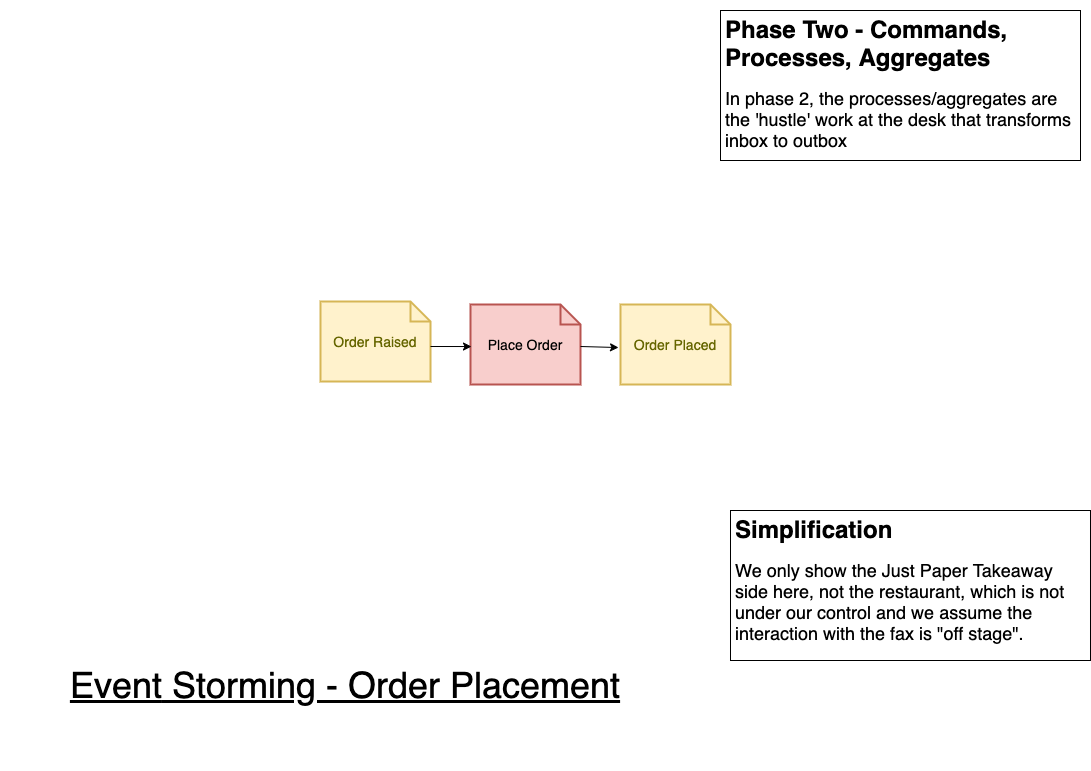 Phase Two - Commands,
Processes, Aggregates
In phase 2, the processes/aggregates are
the 'hustle' work at the desk that transforms
inbox to outbox
Order Raised
Place Order
Order Placed
Simplification
We only show the Just Paper Takeaway
side here, not the restaurant, which is not
under our control and we assume the
interaction with the fax is "off stage".
Event Storming - Order Placement